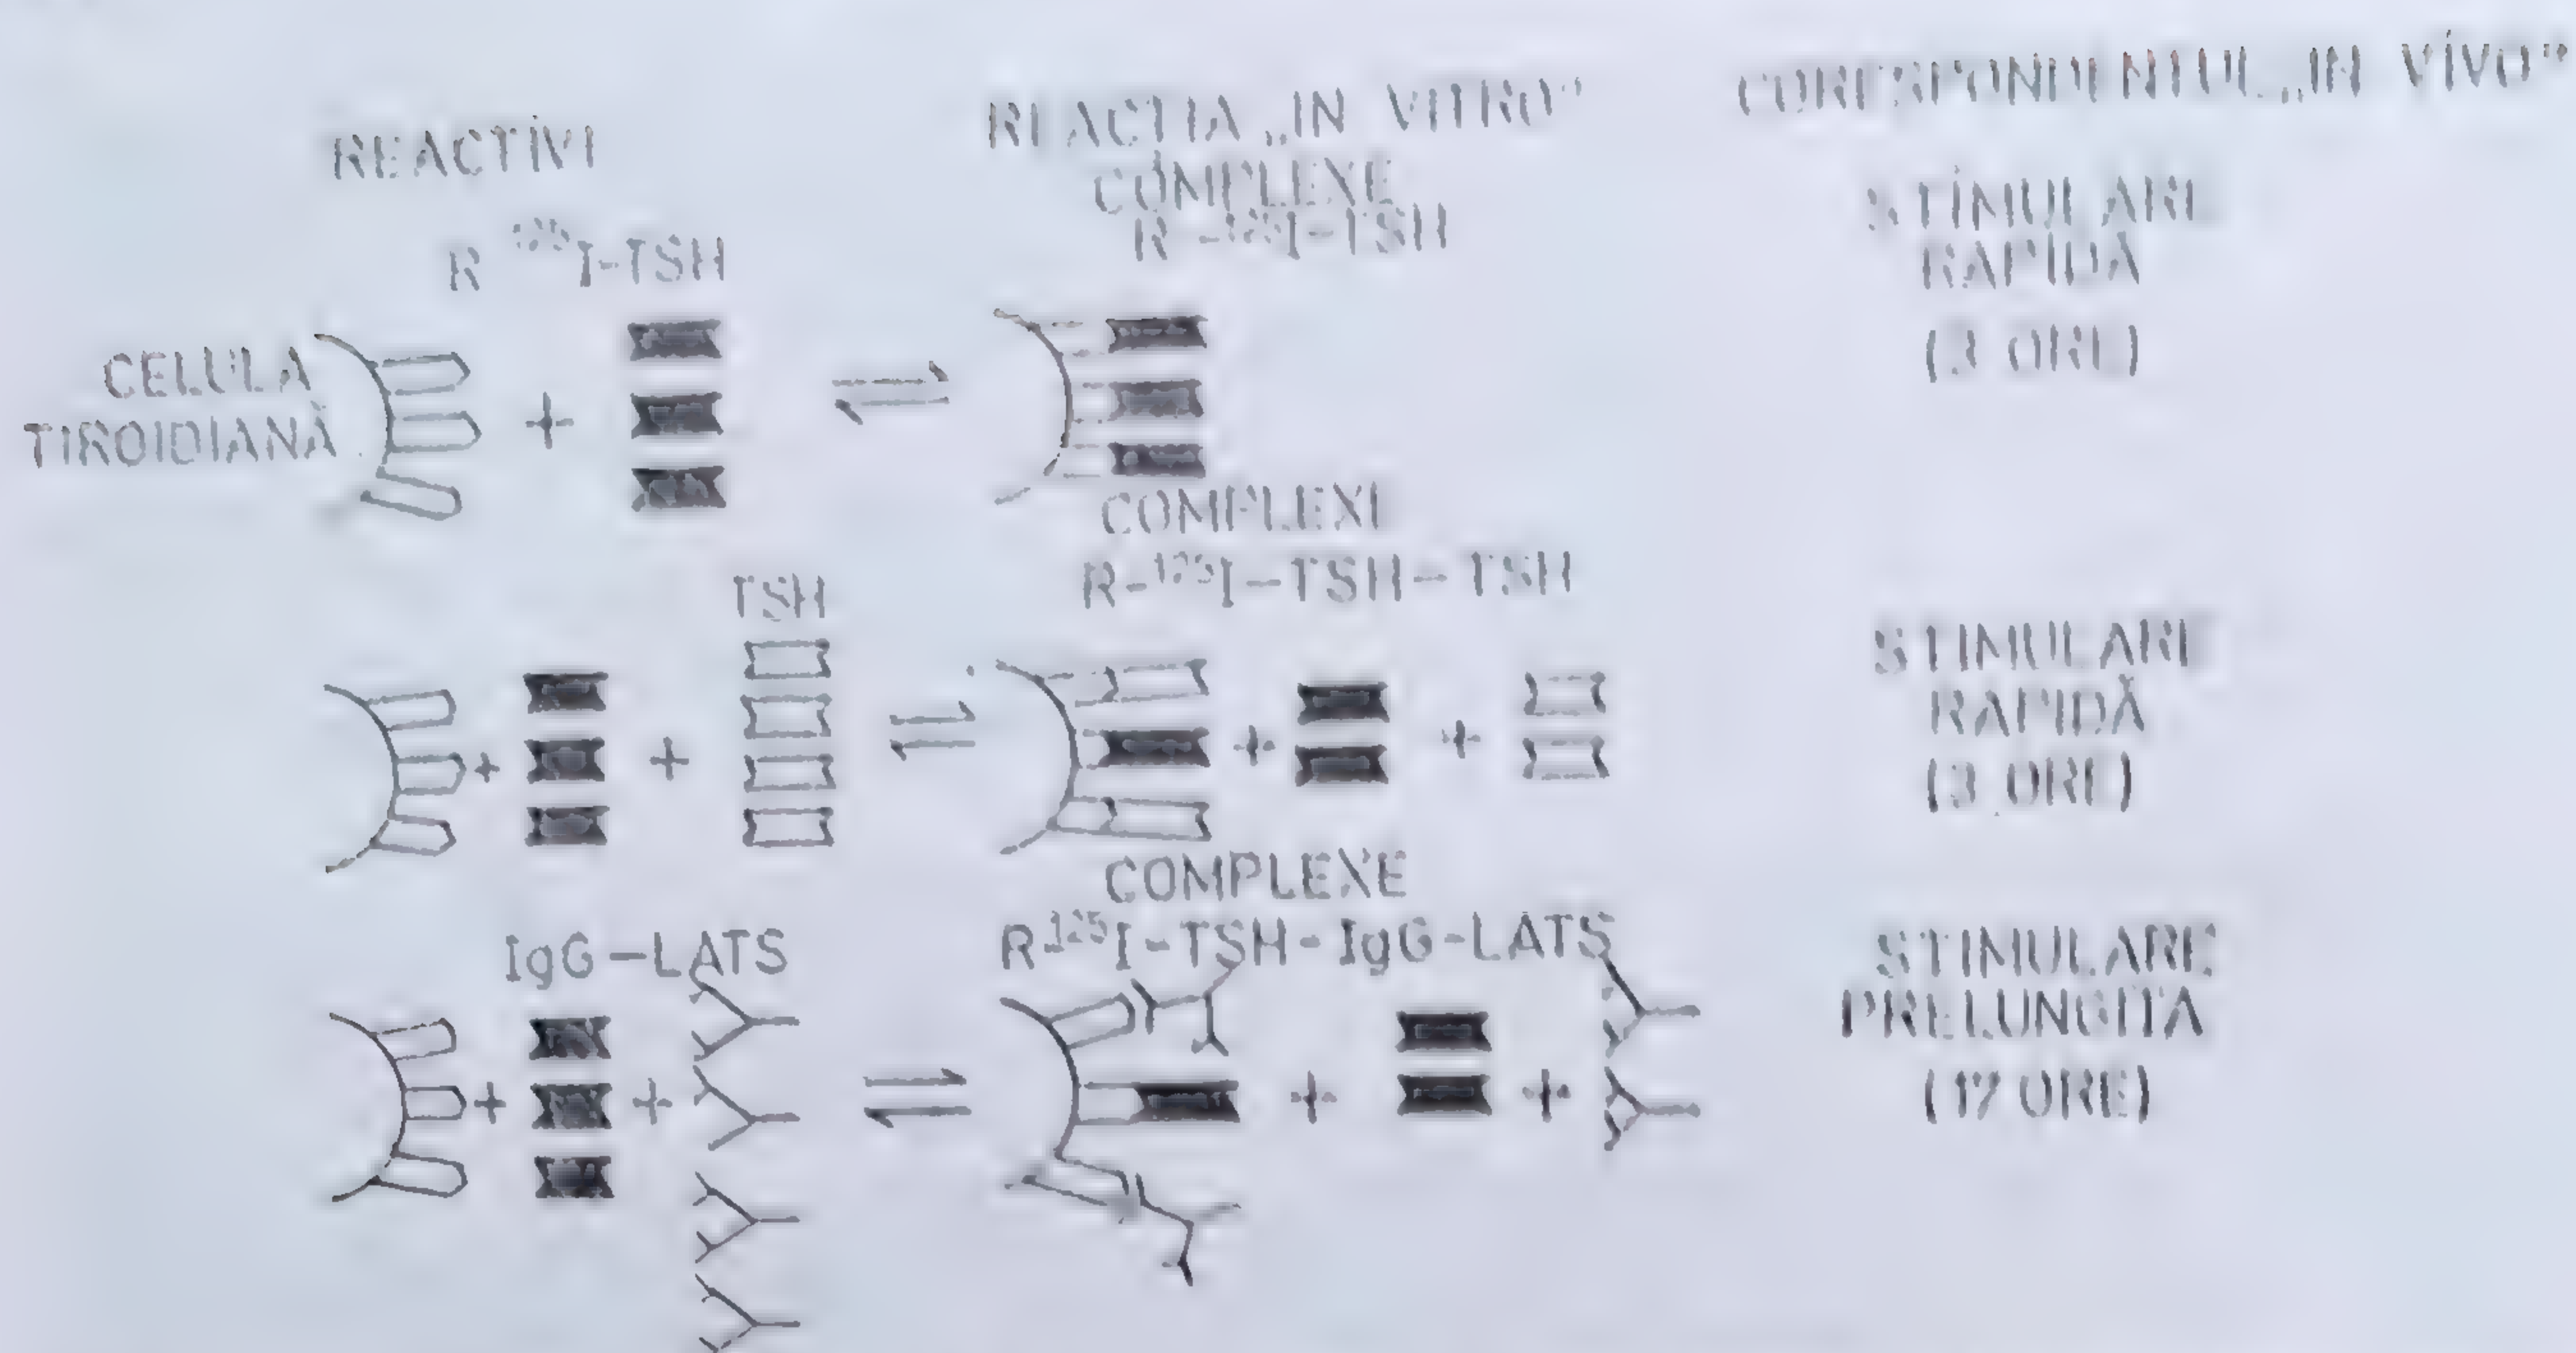 REACTIVI
REACTIA „IN VITRO"
CORESPONDENTUL „IN VIVO"
R ¹²⁵I-TSH
COMPLEXE
R-¹²⁵I-TSH
STIMULARE
RAPIDĂ
(3 ORE)
CELULA
TIROIDIANĂ
TSH
COMPLEXE
R-¹²⁵I-TSH-TSH
STIMULARE
RAPIDĂ
(3 ORE)
IgG-LATS
COMPLEXE
R¹²⁵I-TSH-IgG-LATS
STIMULARE
PRELUNGITĂ
(17 ORE)